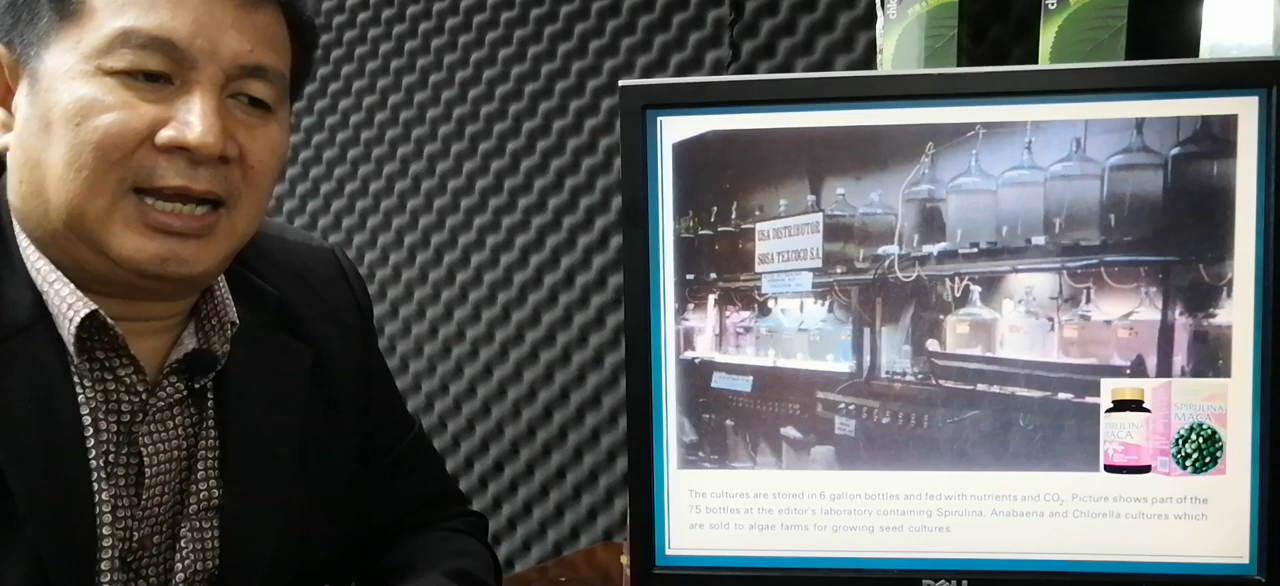 USA DISTRIBUTOR
SOSA TEXCOCO S.A.
SPIRULINA
MACA
SPIRULINA
MACA
The cultures are stored in 6 gallon bottles and fed with nutrients and CO₂. Picture shows part of the
75 bottles at the editor's laboratory containing Spirulina, Anabaena and Chlorella cultures which
are sold to algae farms for growing seed cultures.
DELL